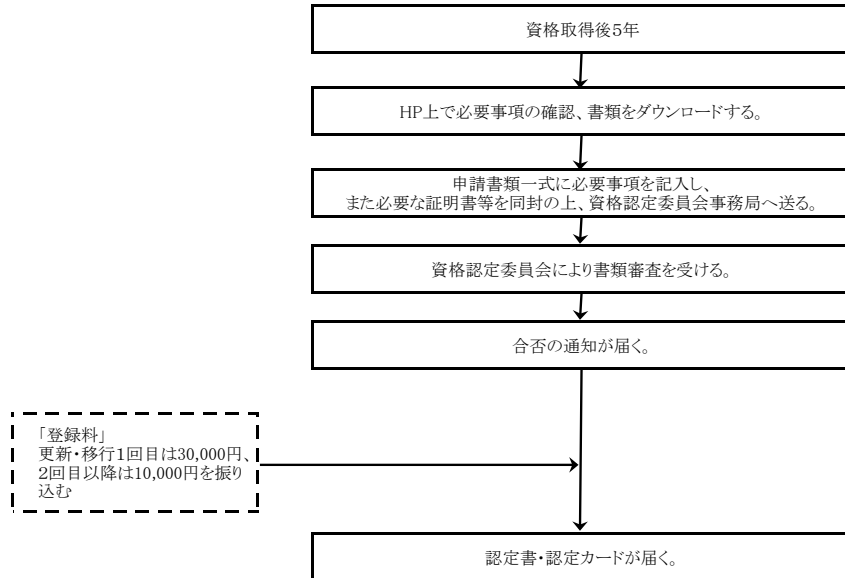 資格取得後5年
HP上で必要事項の確認、書類をダウンロードする。
申請書類一式に必要事項を記入し、
また必要な証明書等を同封の上、資格認定委員会事務局へ送る。
資格認定委員会により書類審査を受ける。
合否の通知が届く。
「登録料」
更新・移行1回目は30,000円、
2回目以降は10,000円を振り
込む
認定書・認定カードが届く。